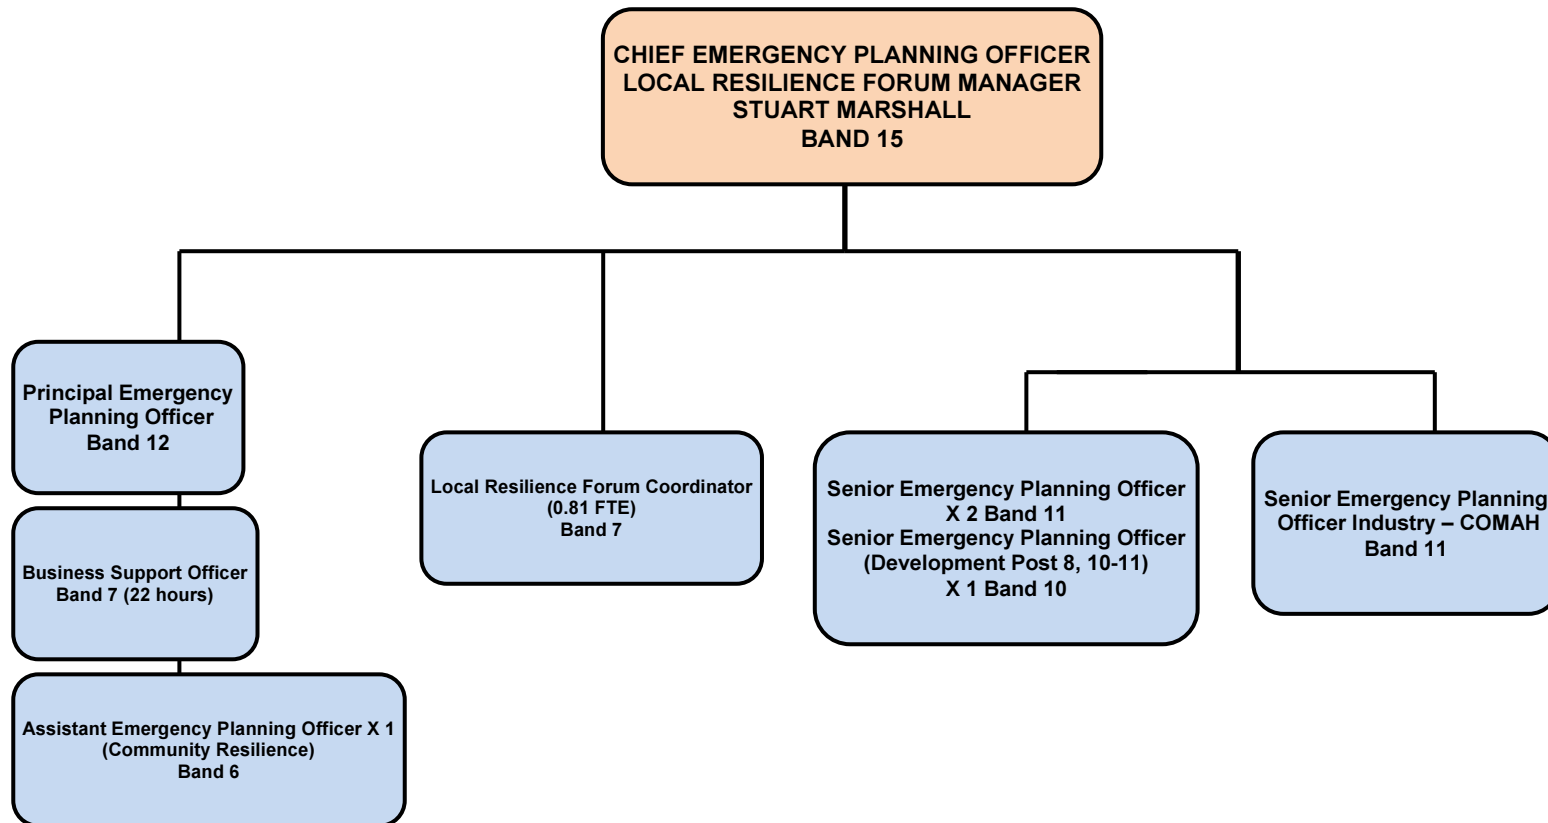 CHIEF EMERGENCY PLANNING OFFICER
LOCAL RESILIENCE FORUM MANAGER
STUART MARSHALL
BAND 15
Principal Emergency
Planning Officer
Band 12
Business Support Officer
Band 7 (22 hours)
Assistant Emergency Planning Officer X 1
(Community Resilience)
Band 6
Local Resilience Forum Coordinator
(0.81 FTE)
Band 7
Senior Emergency Planning Officer
X 2 Band 11
Senior Emergency Planning Officer
(Development Post 8, 10-11)
X 1 Band 10
Senior Emergency Planning
Officer Industry – COMAH
Band 11